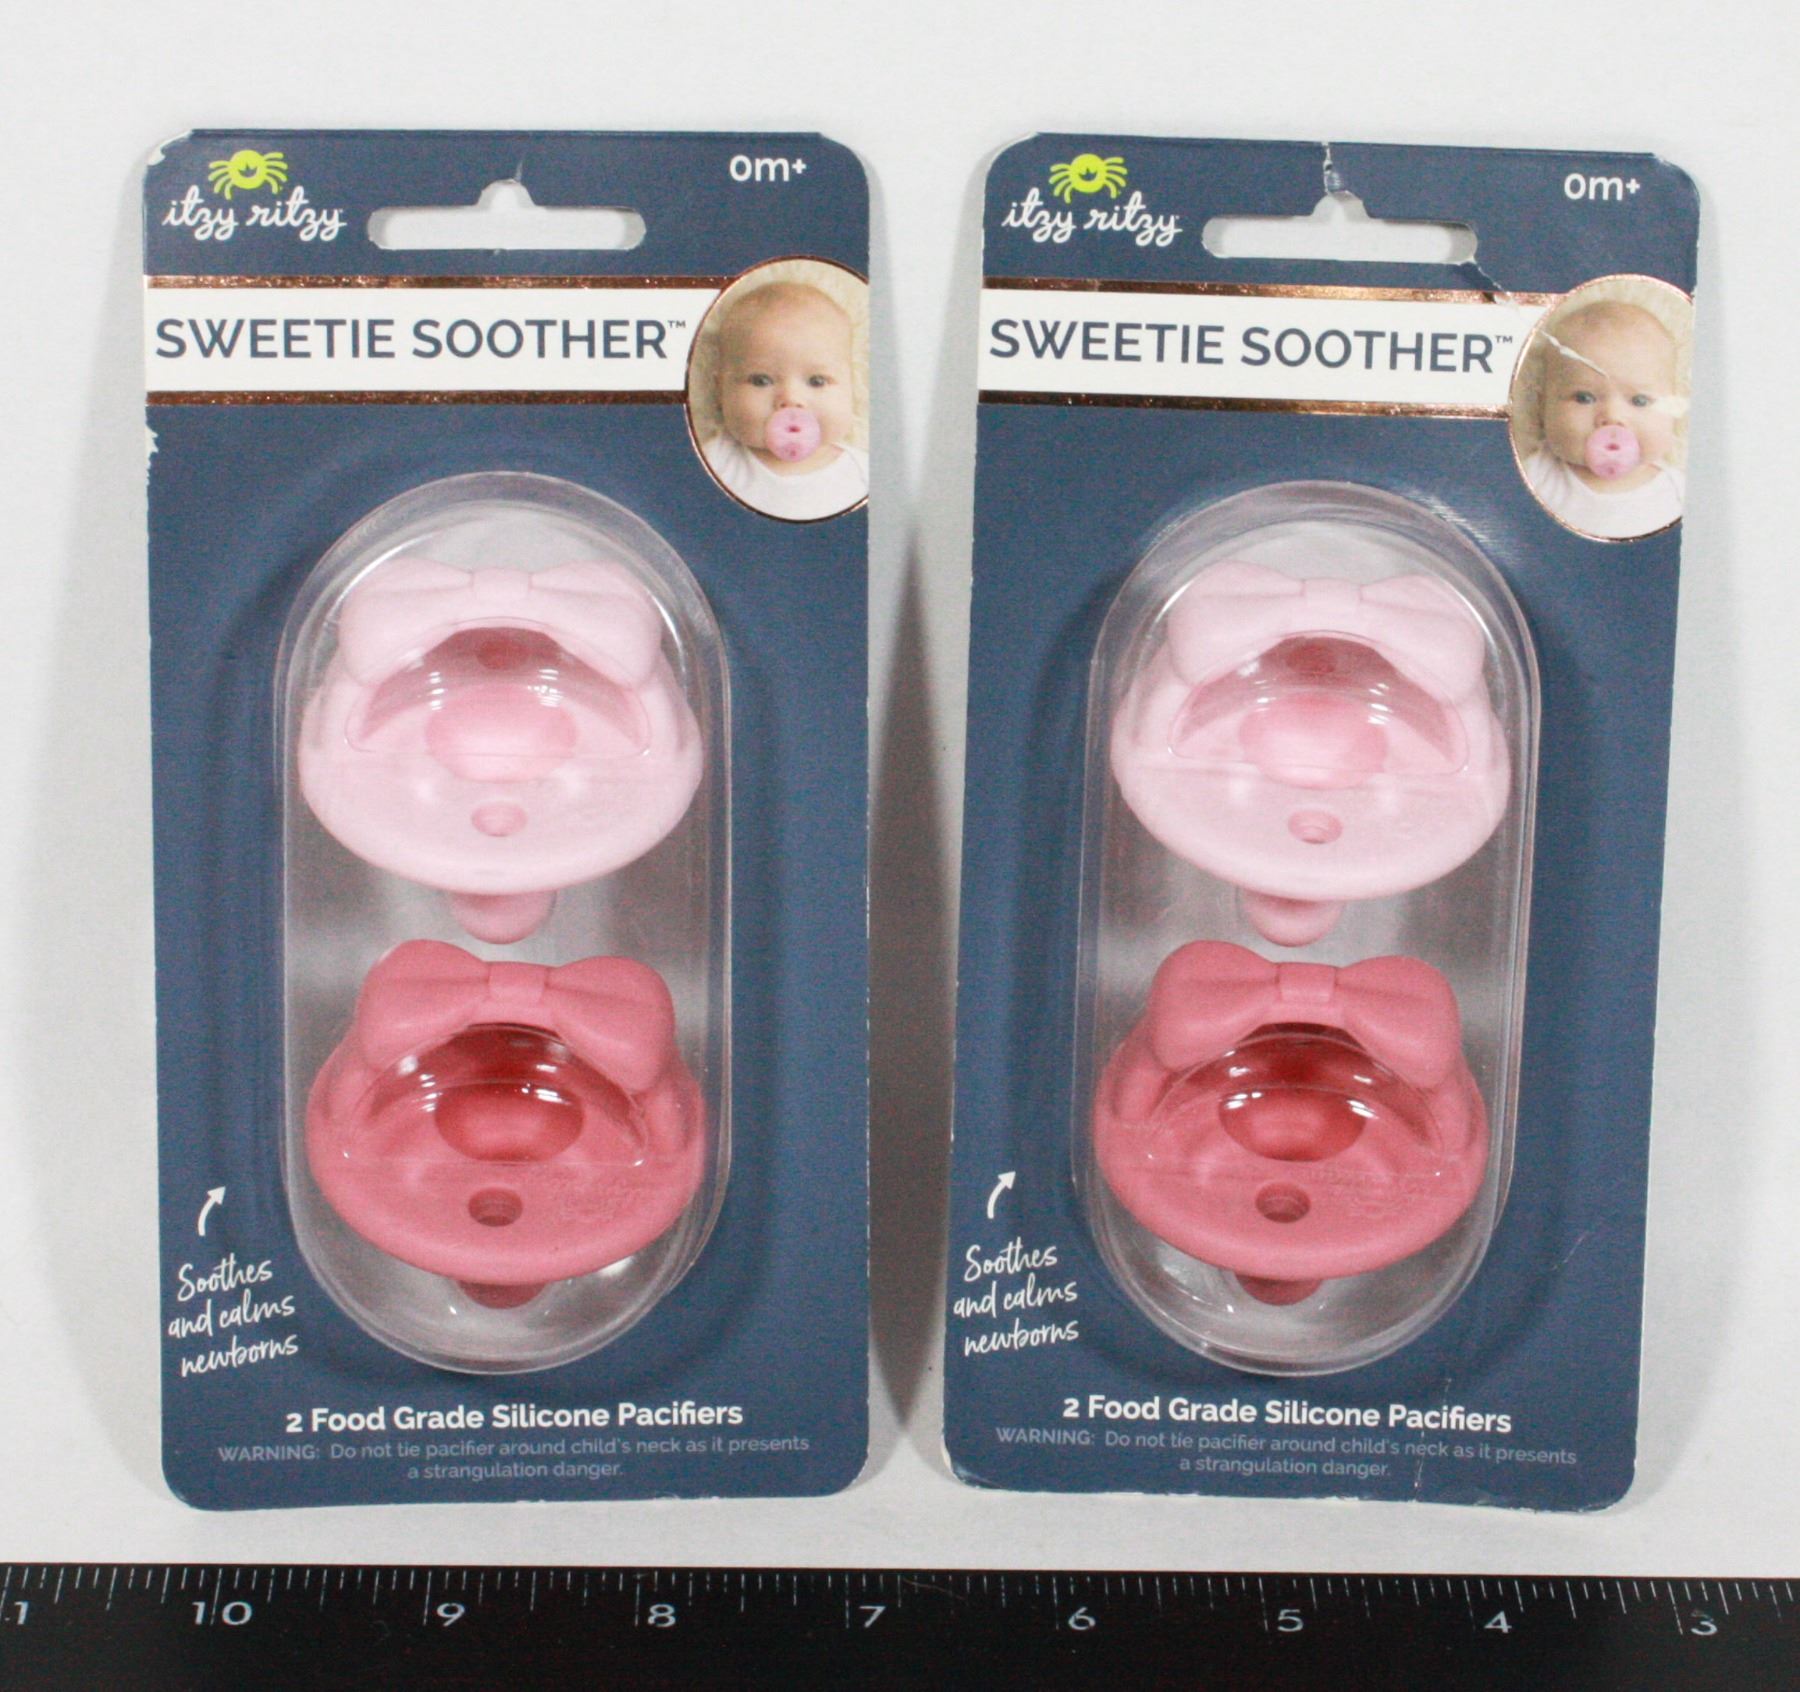 itzy ritzy
0m+
SWEETIE SOOTHER™
Soothes
and calms
newborns
2 Food Grade Silicone Pacifiers
WARNING: Do not tie pacifier around child's neck as it presents
a strangulation danger.
itzy ritzy
0m+
SWEETIE SOOTHER™
Soothes
and calms
newborns
2 Food Grade Silicone Pacifiers
WARNING: Do not tie pacifier around child's neck as it presents
a strangulation danger.
1 10 9 8 7 6 5 4 3